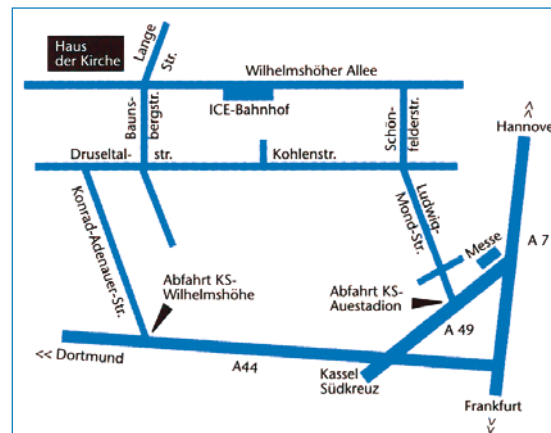 Haus
der Kirche
Lange
Str.
Wilhelmshöher Allee
ICE-Bahnhof
Bauns-
bergstr.
Schön-
felderstr.
<<
Hannove
Druseltal-
str.
Kohlenstr.
Konrad-Adenauer-Str.
Ludwig-
Mond-Str.
Messe
A 7
Abfahrt KS-
Wilhelmshöhe
Abfahrt KS-
Auestadion
A 49
<< Dortmund
A44
Kassel
Südkreuz
Frankfurt
<<